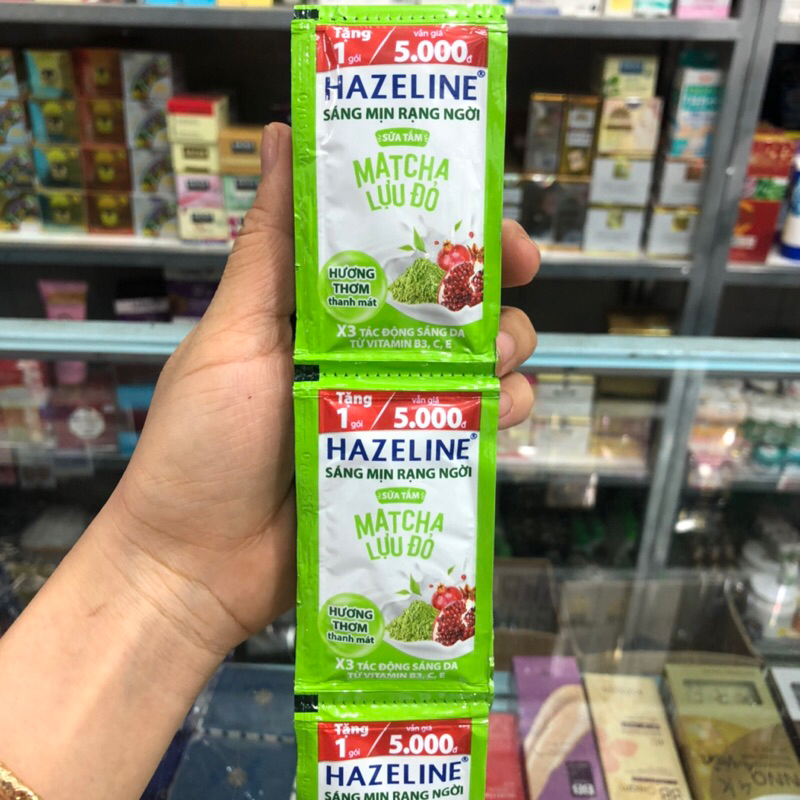 Tặng vẫn giá
1 gói / 5.000đ
HAZELINE®
SÁNG MỊN RẠNG NGỜI
SỮA TẮM
MATCHA
LỰU ĐỎ
HƯƠNG
THƠM
thanh mát
X3 TÁC ĐỘNG SÁNG DA
TỪ VITAMIN B3, C, E
Tặng vẫn giá
1 gói / 5.000đ
HAZELINE®
SÁNG MỊN RẠNG NGỜI
SỮA TẮM
MATCHA
LỰU ĐỎ
HƯƠNG
THƠM
thanh mát
X3 TÁC ĐỘNG SÁNG DA
TỪ VITAMIN B3, C, E
Tặng vẫn giá
1 gói / 5.000đ
HAZELINE®
SÁNG MỊN RẠNG NGỜI